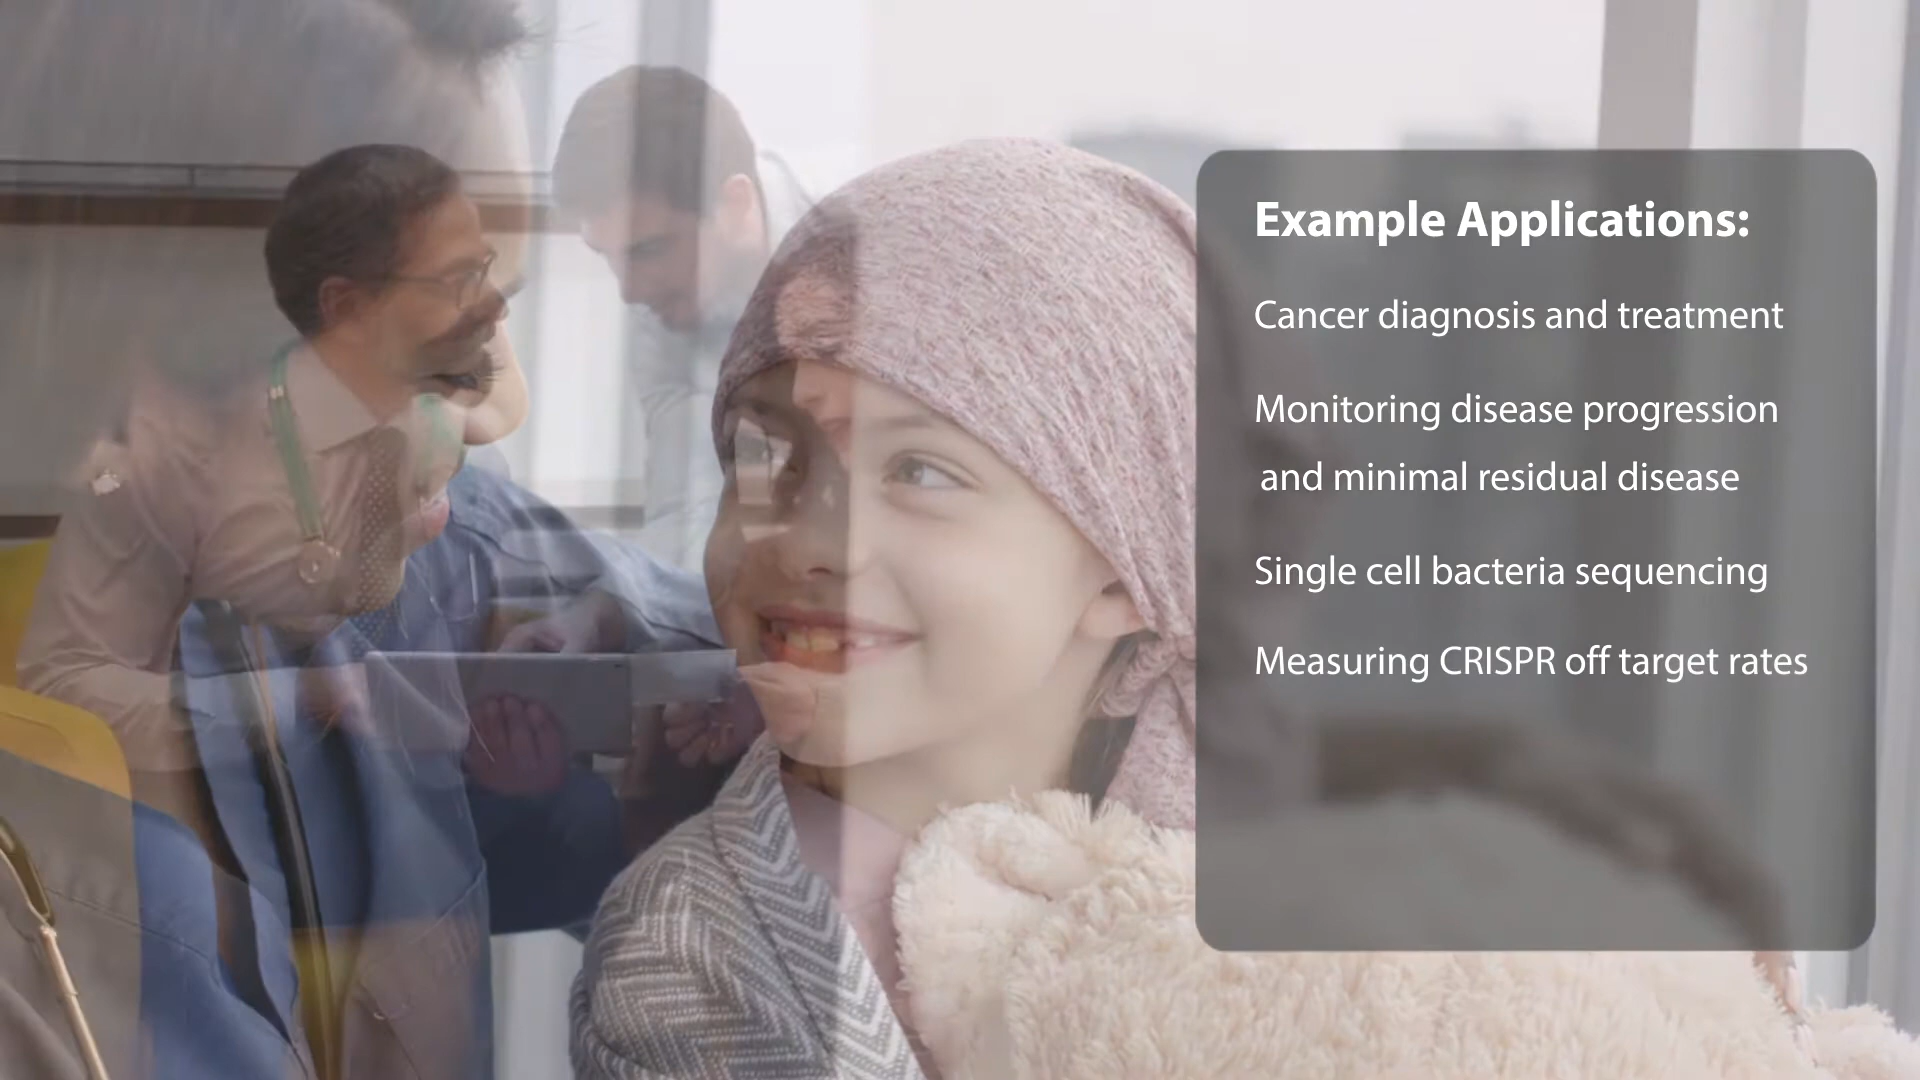 Example Applications:
Cancer diagnosis and treatment
Monitoring disease progression
and minimal residual disease
Single cell bacteria sequencing
Measuring CRISPR off target rates